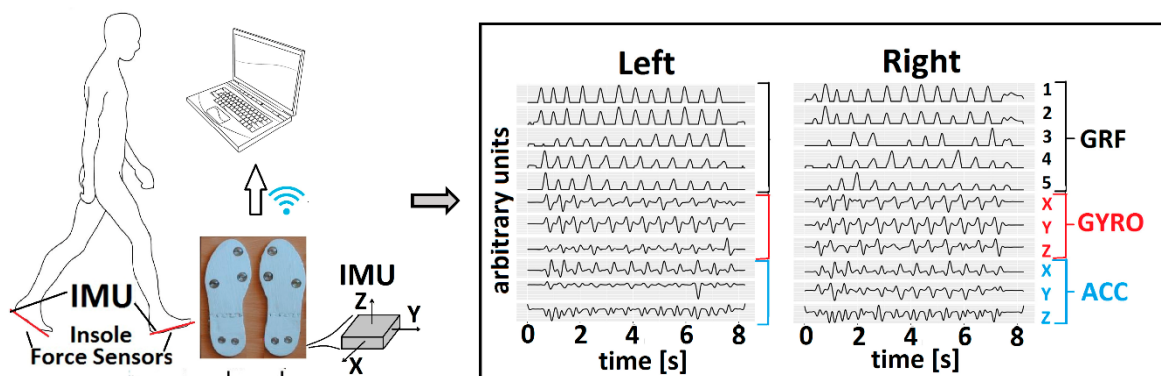 IMU
Insole
Force Sensors
IMU
Z
Y
X
Left
Right
arbitrary units
1
2
3
4
5
GRF
X
Y
Z
GYRO
X
Y
Z
ACC
0 2 4 6 8
0 2 4 6 8
time [s]
time [s]